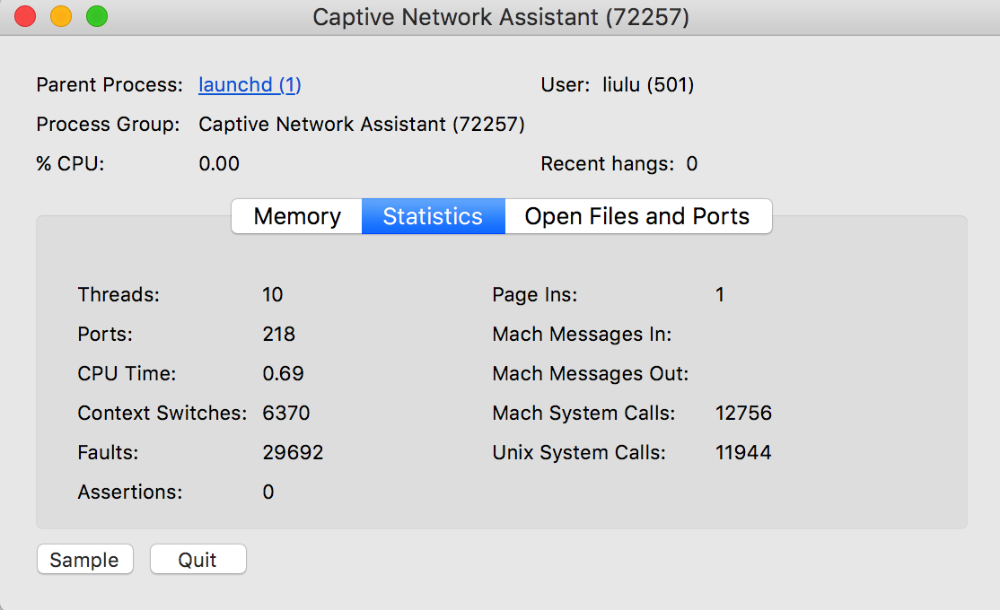 Captive Network Assistant (72257)
Parent Process: launchd (1) User: liulu (501)
Process Group: Captive Network Assistant (72257)
% CPU: 0.00 Recent hangs: 0
Memory Statistics Open Files and Ports
Threads: 10 Page Ins: 1
Ports: 218 Mach Messages In:
CPU Time: 0.69 Mach Messages Out:
Context Switches: 6370 Mach System Calls: 12756
Faults: 29692 Unix System Calls: 11944
Assertions: 0
Sample Quit